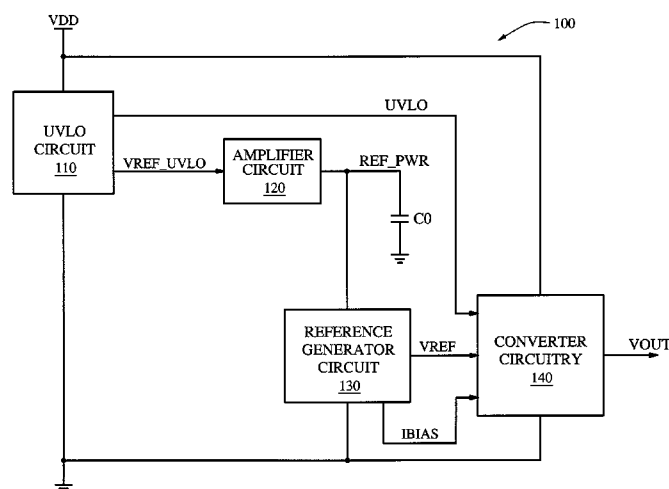 VDD
100
UVLO
CIRCUIT
110
UVLO
VREF_UVLO
AMPLIFIER
CIRCUIT
120
REF_PWR
C0
REFERENCE
GENERATOR
CIRCUIT
130
VREF
IBIAS
CONVERTER
CIRCUITRY
140
VOUT